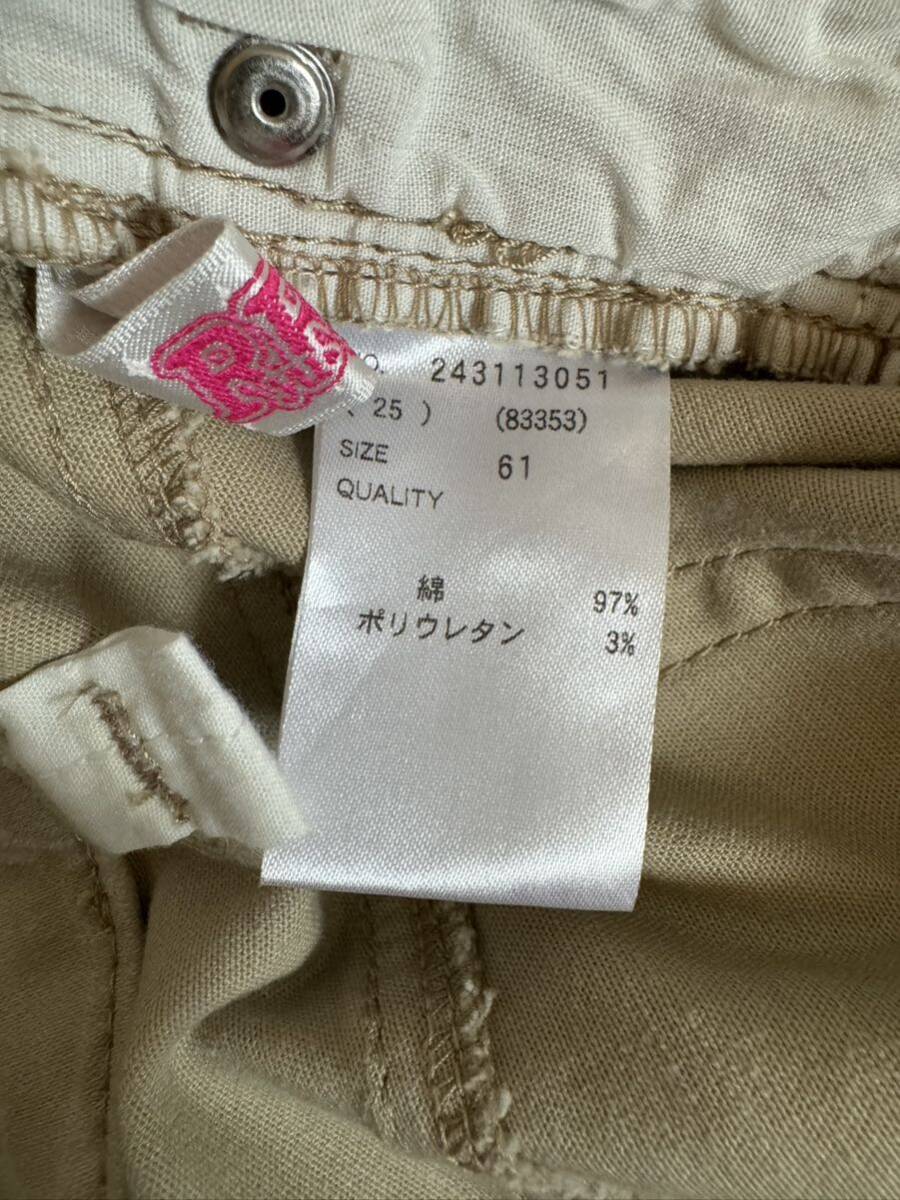 243113051
25 ) (83353)
SIZE 61
QUALITY
綿 97%
ポリウレタン 3%